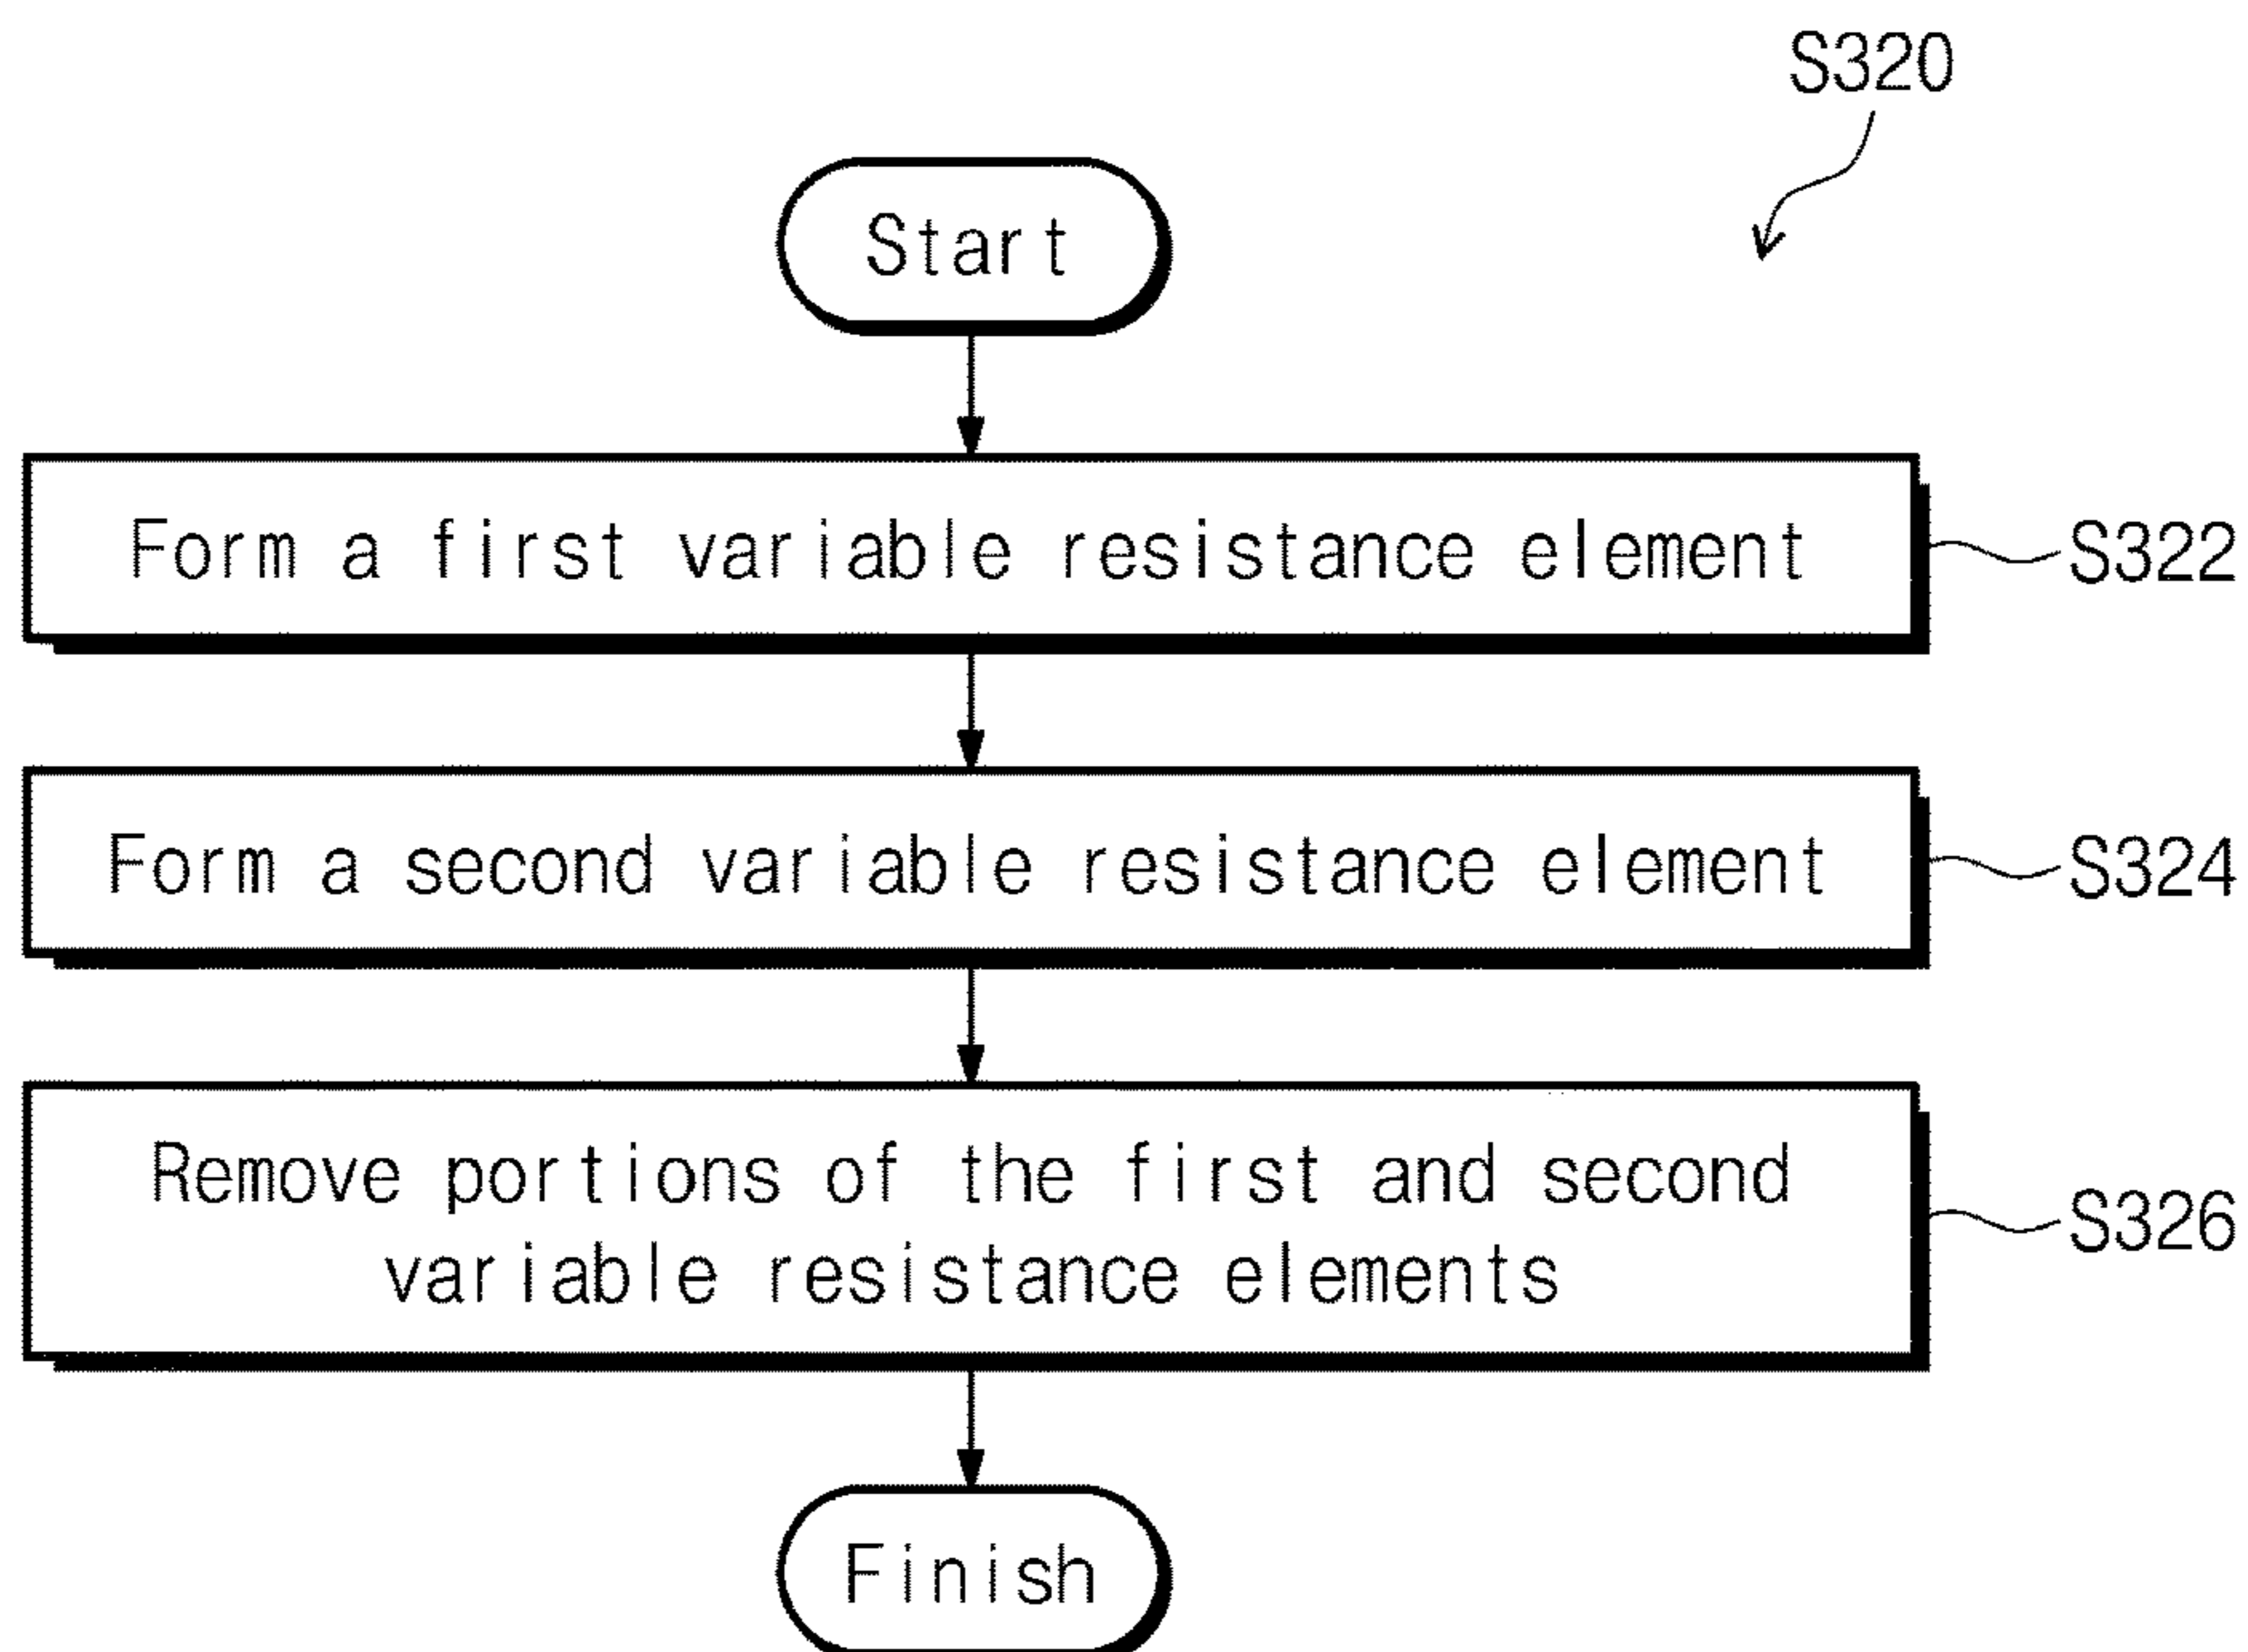 S320
Start
Form a first variable resistance element
S322
Form a second variable resistance element
S324
Remove portions of the first and second
variable resistance elements
S326
Finish